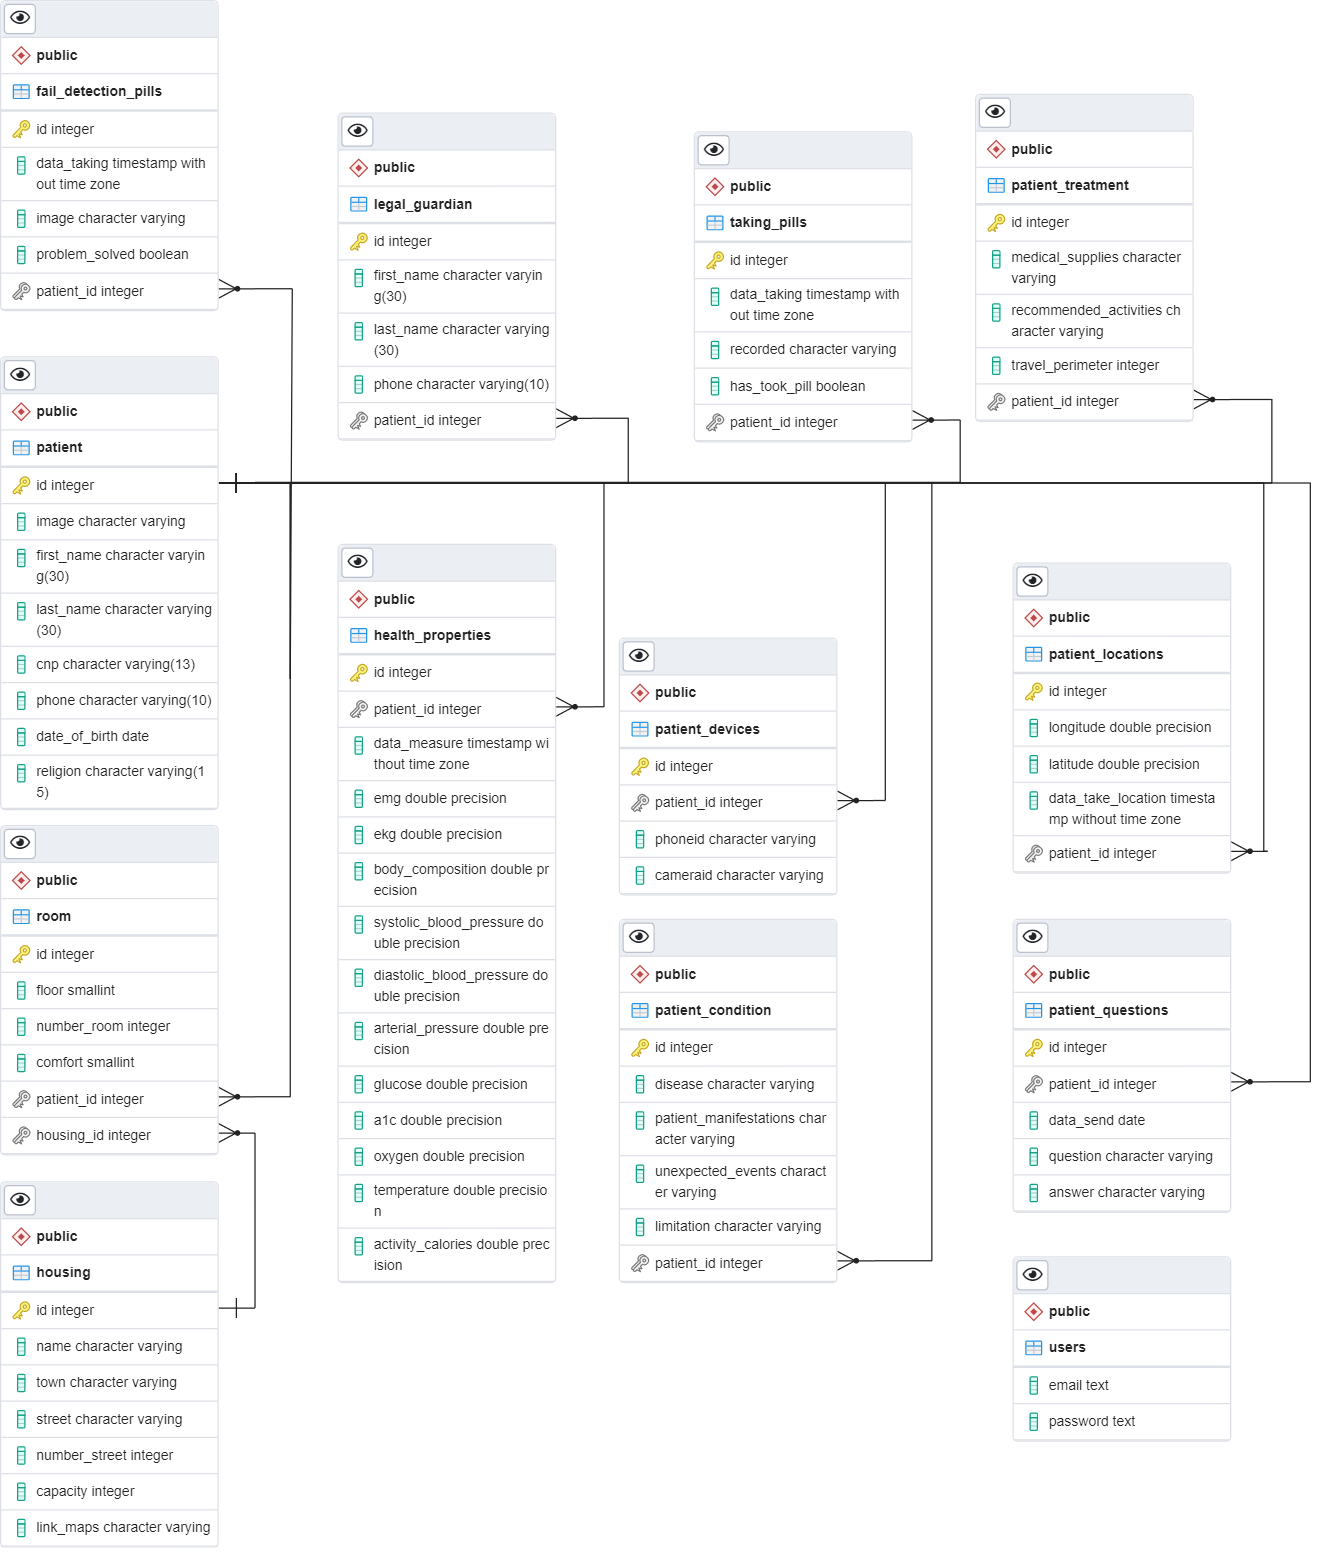 public
fail_detection_pills
id integer
data_taking timestamp with
out time zone
image character varying
problem_solved boolean
patient_id integer
public
patient
id integer
image character varying
first_name character varyin
g(30)
last_name character varying
(30)
cnp character varying(13)
phone character varying(10)
date_of_birth date
religion character varying(1
5)
public
room
id integer
floor smallint
number_room integer
comfort smallint
patient_id integer
housing_id integer
public
housing
id integer
name character varying
town character varying
street character varying
number_street integer
capacity integer
link_maps character varying
public
legal_guardian
id integer
first_name character varyin
g(30)
last_name character varying
(30)
phone character varying(10)
patient_id integer
public
health_properties
id integer
patient_id integer
data_measure timestamp wi
thout time zone
emg double precision
ekg double precision
body_composition double pr
ecision
systolic_blood_pressure do
uble precision
diastolic_blood_pressure do
uble precision
arterial_pressure double pre
cision
glucose double precision
a1c double precision
oxygen double precision
temperature double precisio
n
activity_calories double prec
ision
public
taking_pills
id integer
data_taking timestamp with
out time zone
recorded character varying
has_took_pill boolean
patient_id integer
public
patient_devices
id integer
patient_id integer
phoneid character varying
cameraid character varying
public
patient_condition
id integer
disease character varying
patient_manifestations char
acter varying
unexpected_events charact
er varying
limitation character varying
patient_id integer
public
patient_treatment
id integer
medical_supplies character
varying
recommended_activities ch
aracter varying
travel_perimeter integer
patient_id integer
public
patient_locations
id integer
longitude double precision
latitude double precision
data_take_location timesta
mp without time zone
patient_id integer
public
patient_questions
id integer
patient_id integer
data_send date
question character varying
answer character varying
public
users
email text
password text